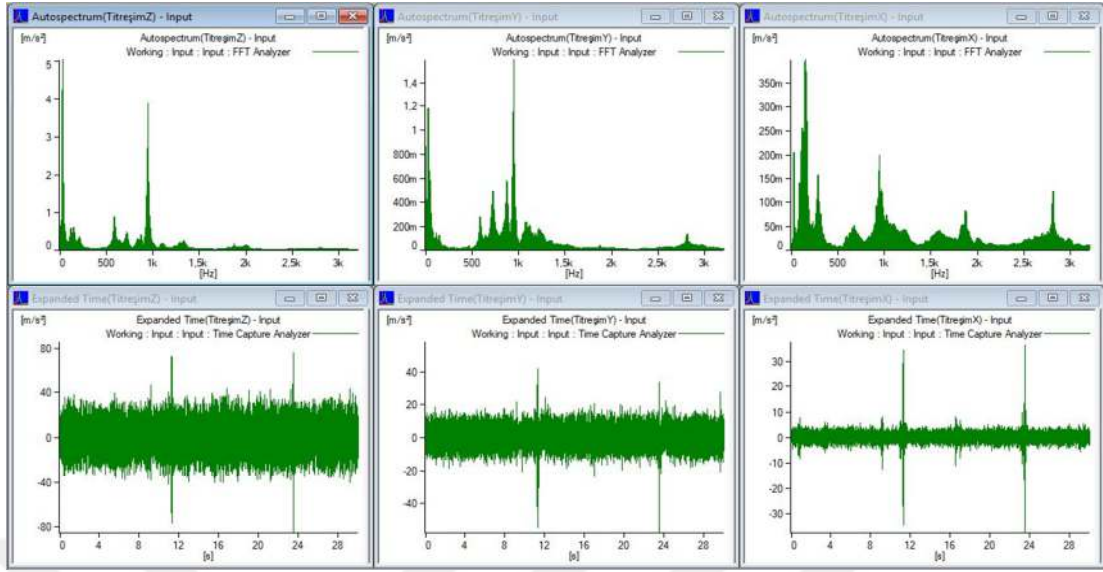 Autospectrum(TitreşimZ) - Input
[m/s²]
Autospectrum(TitreşimZ) - Input
Working : Input : Input : FFT Analyzer
5
4
3
2
1
0
0 500 1k 1,5k 2k 2,5k 3k
[Hz]
Autospectrum(TitreşimY) - Input
[m/s²]
Autospectrum(TitreşimY) - Input
Working : Input : Input : FFT Analyzer
1,4
1,2
1
800m
600m
400m
200m
0
0 500 1k 1,5k 2k 2,5k 3k
[Hz]
Autospectrum(TitreşimX) - Input
[m/s²]
Autospectrum(TitreşimX) - Input
Working : Input : Input : FFT Analyzer
350m
300m
250m
200m
150m
100m
50m
0
0 500 1k 1,5k 2k 2,5k 3k
[Hz]
Expanded Time(TitreşimZ) - Input
[m/s²]
Expanded Time(TitreşimZ) - Input
Working : Input : Input : Time Capture Analyzer
80
40
0
-40
-80
0 4 8 12 16 20 24 28
[s]
Expanded Time(TitreşimY) - Input
[m/s²]
Expanded Time(TitreşimY) - Input
Working : Input : Input : Time Capture Analyzer
40
20
0
-20
-40
0 4 8 12 16 20 24 28
[s]
Expanded Time(TitreşimX) - Input
[m/s²]
Expanded Time(TitreşimX) - Input
Working : Input : Input : Time Capture Analyzer
30
20
10
0
-10
-20
-30
0 4 8 12 16 20 24 28
[s]